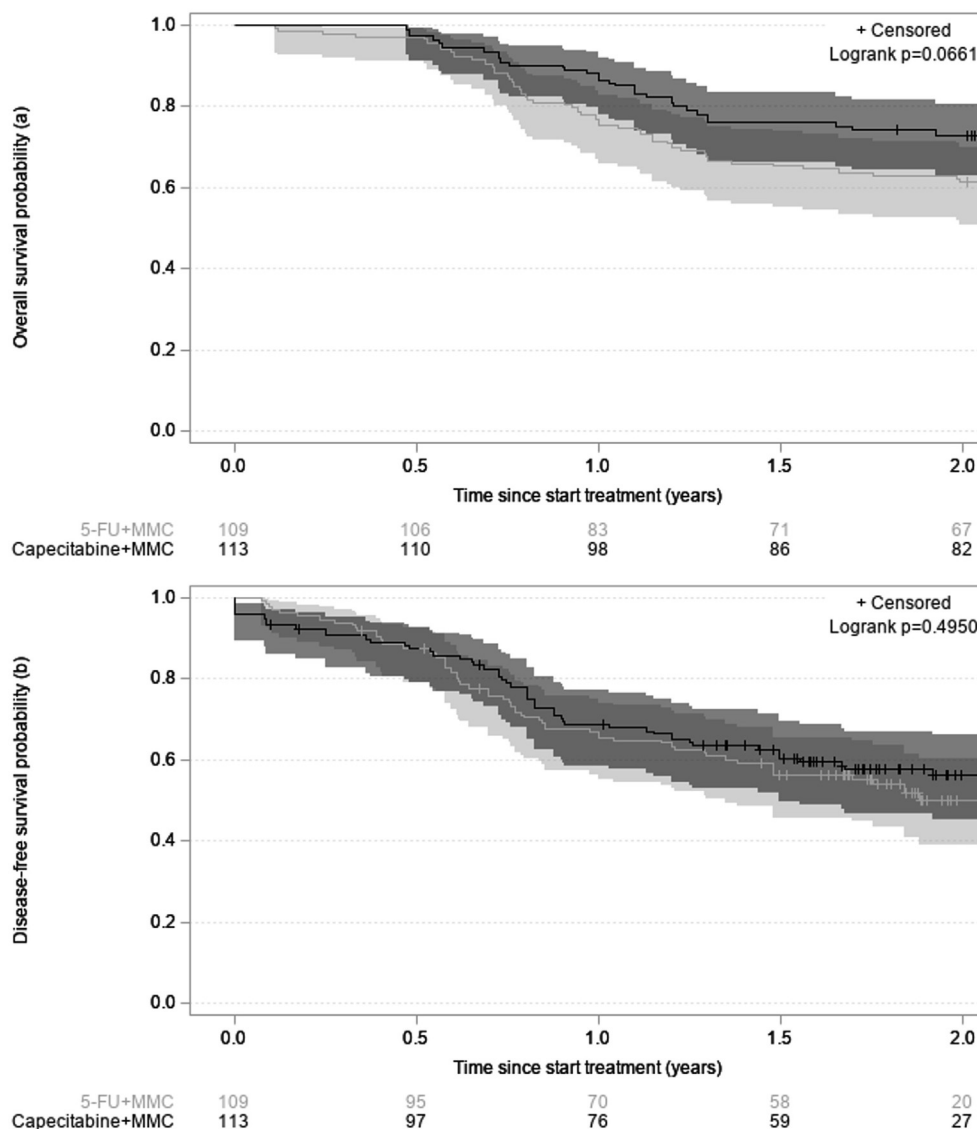 Overall survival probability (a)
1.0
0.8
0.6
0.4
0.2
0.0
+ Censored
Logrank p=0.0661
0.0 0.5 1.0 1.5 2.0
Time since start treatment (years)
5-FU+MMC 109 106 83 71 67
Capecitabine+MMC 113 110 98 86 82
Disease-free survival probability (b)
1.0
0.8
0.6
0.4
0.2
0.0
+ Censored
Logrank p=0.4950
0.0 0.5 1.0 1.5 2.0
Time since start treatment (years)
5-FU+MMC 109 95 70 58 20
Capecitabine+MMC 113 97 76 59 27